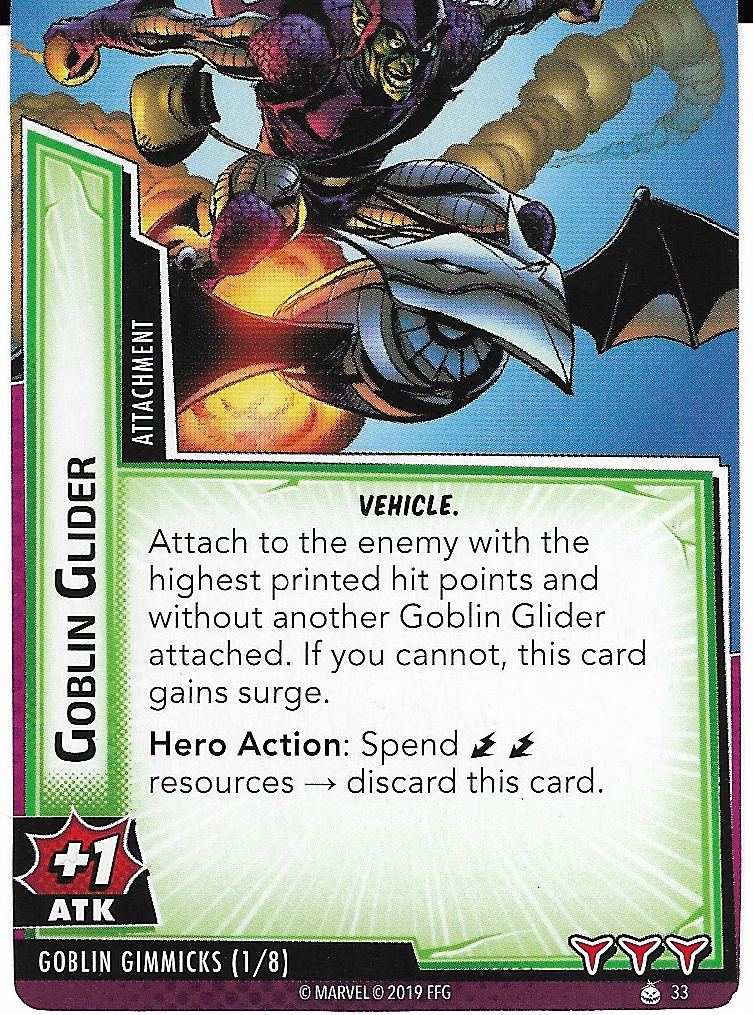 ATTACHMENT
GOBLIN GLIDER
VEHICLE.
Attach to the enemy with the
highest printed hit points and
without another Goblin Glider
attached. If you cannot, this card
gains surge.
Hero Action: Spend
resources → discard this card.
+1
ATK
GOBLIN GIMMICKS (1/8)
© MARVEL © 2019 FFG
33